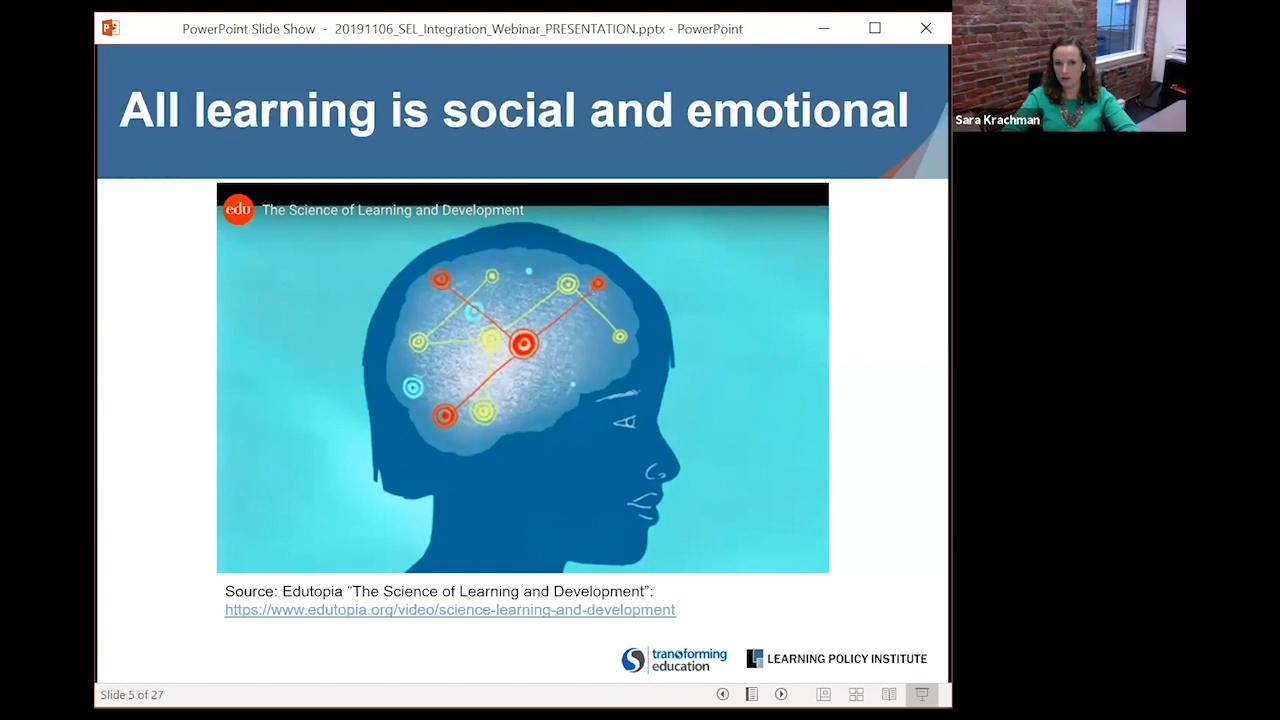 PowerPoint Slide Show - 20191106_SEL_Integration_Webinar_PRESENTATION.pptx - PowerPoint
All learning is social and emotional
edu The Science of Learning and Development
Source: Edutopia “The Science of Learning and Development”:
https://www.edutopia.org/video/science-learning-and-development
transforming
education
LEARNING POLICY INSTITUTE
Slide 5 of 27
Sara Krachman